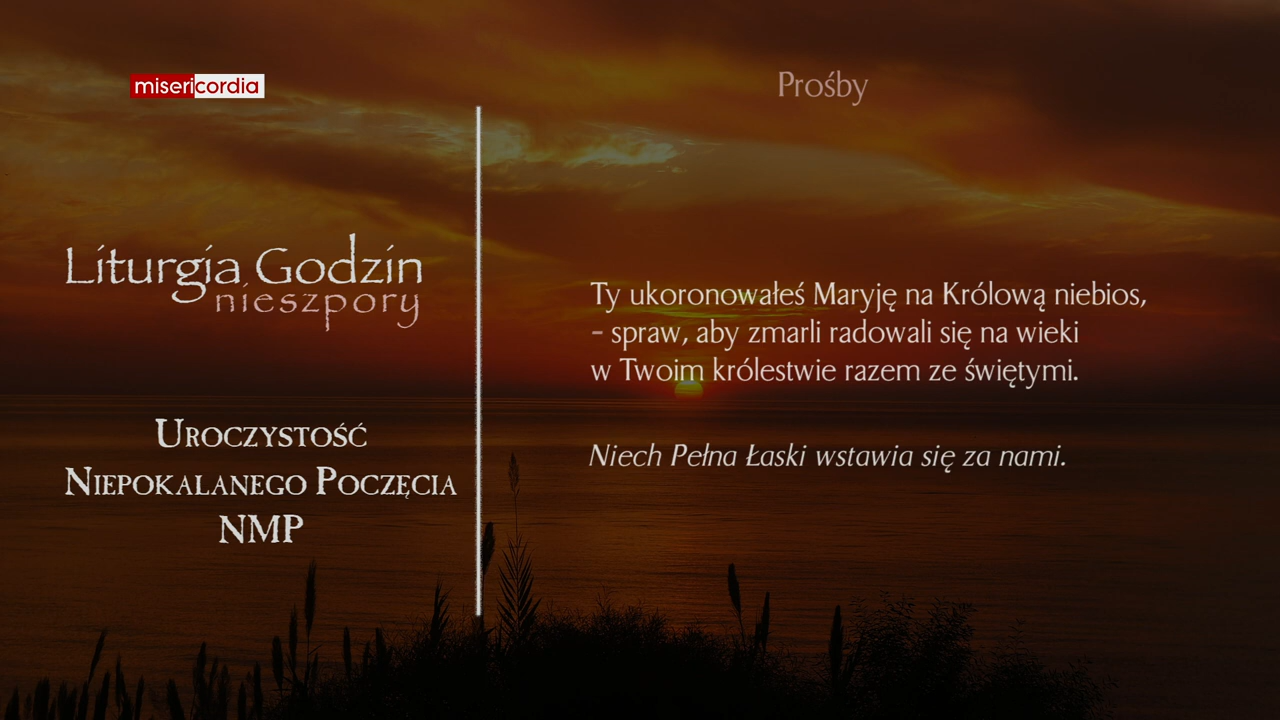 misericordia
Prośby
Liturgia Godzin
nieszpory
Uroczystość
Niepokalanego Poczęcia
NMP
Ty ukoronowałeś Maryję na Królową niebios,
- spraw, aby zmarli radowali się na wieki
w Twoim królestwie razem ze świętymi.
Niech Pełna Łaski wstawia się za nami.